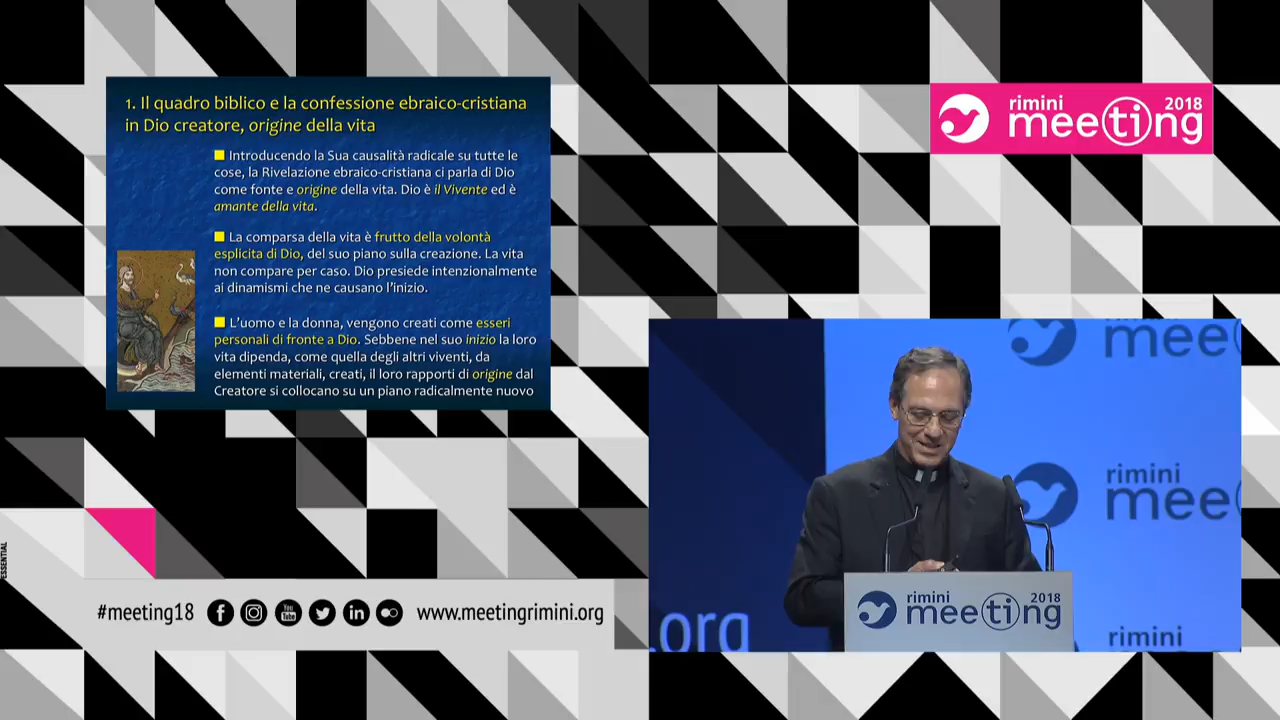 1. Il quadro biblico e la confessione ebraico-cristiana
in Dio creatore, origine della vita
Introducendo la Sua causalità radicale su tutte le
cose, la Rivelazione ebraico-cristiana ci parla di Dio
come fonte e origine della vita. Dio è il Vivente ed è
amante della vita.
La comparsa della vita è frutto della volontà
esplicita di Dio, del suo piano sulla creazione. La vita
non compare per caso. Dio presiede intenzionalmente
ai dinamismi che ne causano l'inizio.
L'uomo e la donna, vengono creati come esseri
personali di fronte a Dio. Sebbene nel suo inizio la loro
vita dipenda, come quella degli altri viventi, da
elementi materiali, creati, il loro rapporti di origine dal
Creatore si collocano su un piano radicalmente nuovo
rimini 2018
meeting
mee
rimini
mee
rimini 2018
meeting
.org
rimini
ESSENTIAL
#meeting18
You
Tube
www.meetingrimini.org